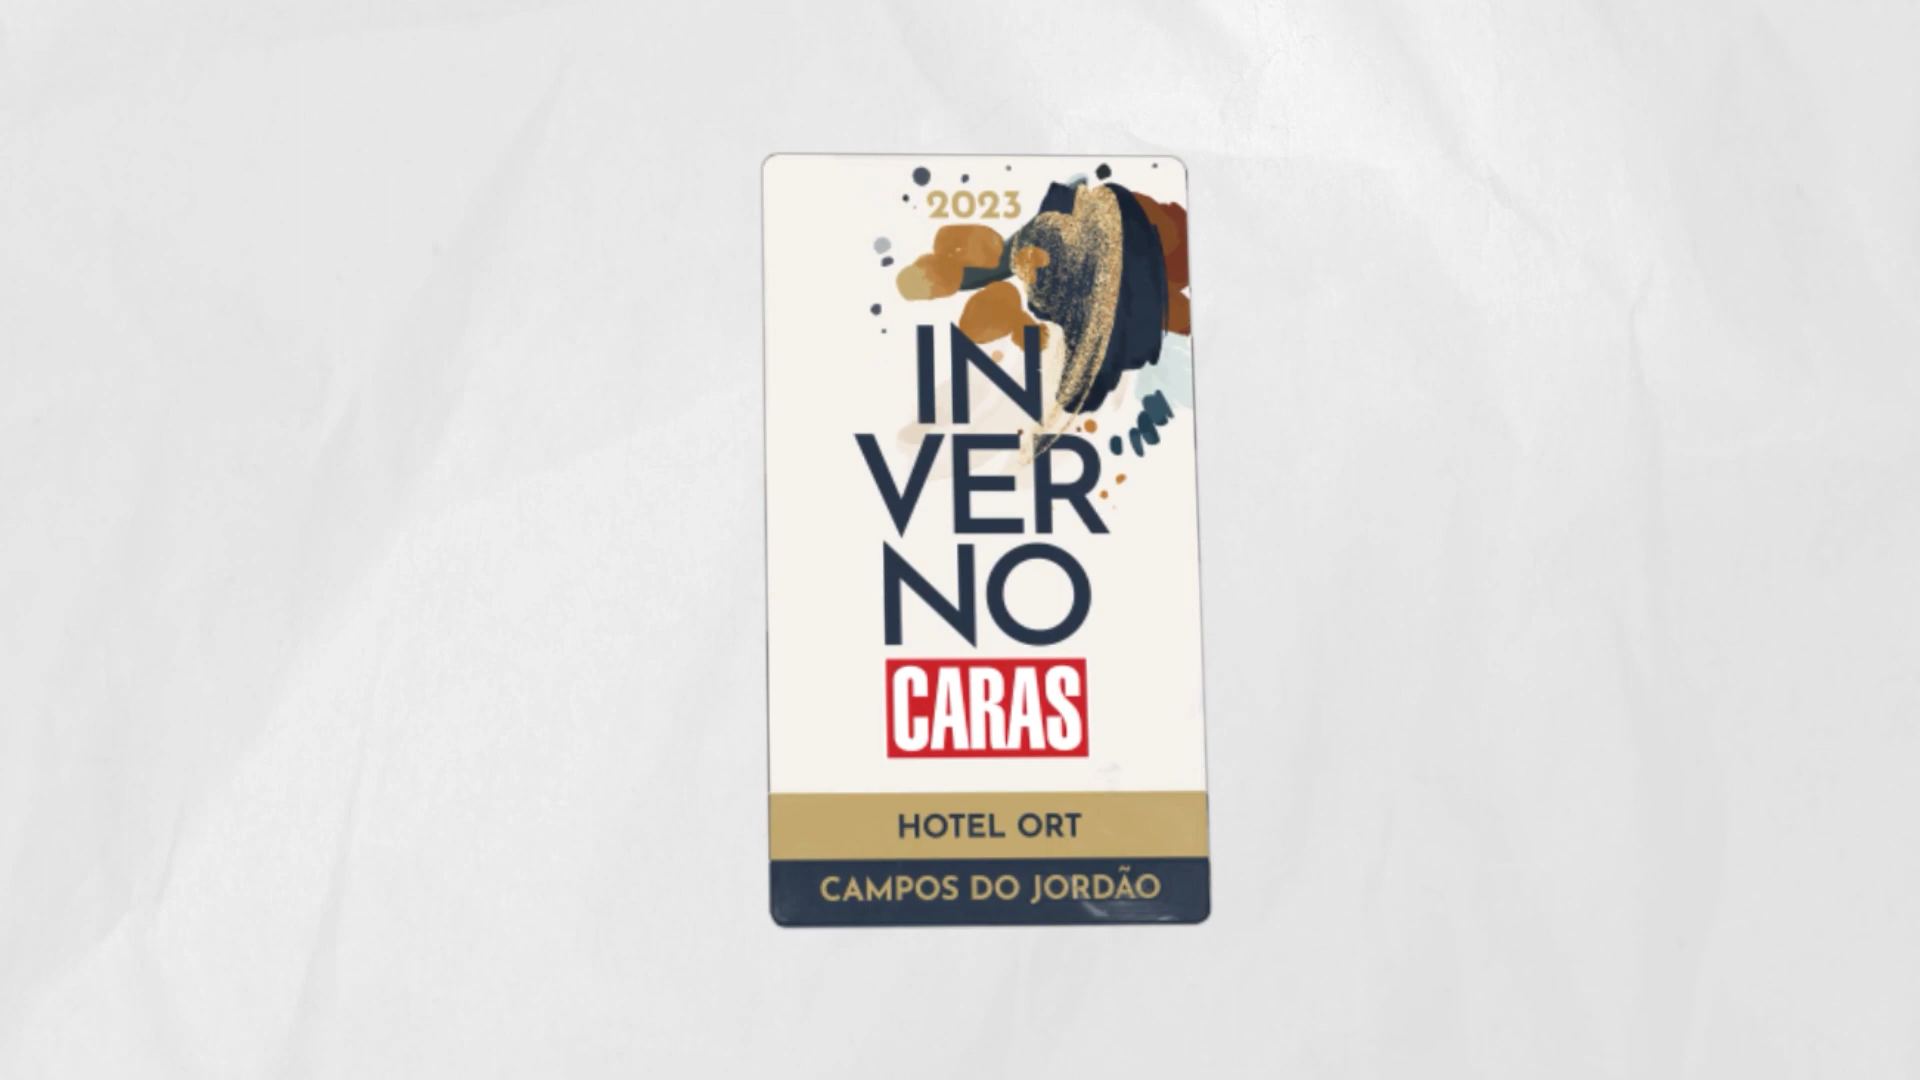 2023
IN
VER
NO
CARAS
HOTEL ORT
CAMPOS DO JORDÃO